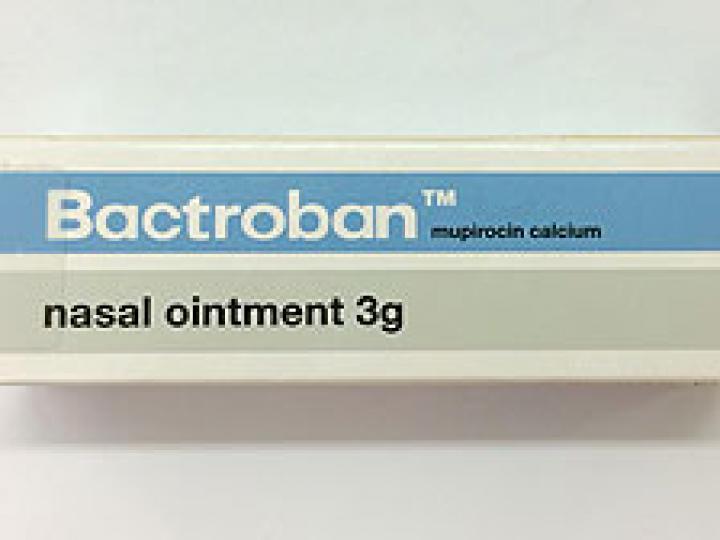 Bactroban™ mupirocin calcium
nasal ointment 3g